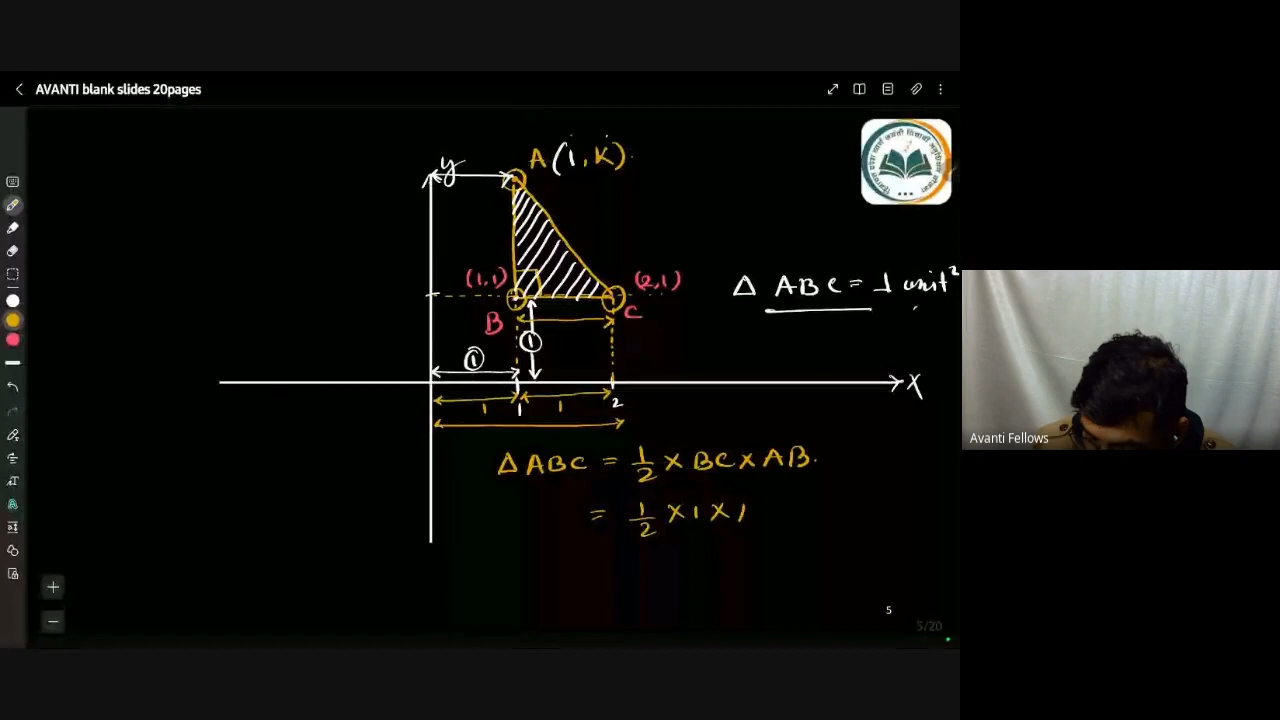 AVANTI blank slides 20pages
y
A (1, K)
(1,1)
(2,1)
B
C
△ ABC = 1 unit²
1
1
X
1
1
1
2
△ ABC = 1/2 × BC × AB.
= 1/2 × 1 × 1
Avanti Fellows
5
5/20